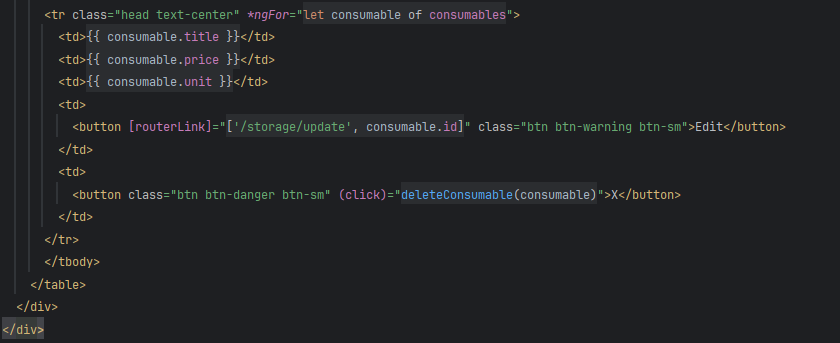 <tr class="head text-center" *ngFor="let consumable of consumables">
<td>{{ consumable.title }}</td>
<td>{{ consumable.price }}</td>
<td>{{ consumable.unit }}</td>
<td>
<button [routerLink]="['/storage/update', consumable.id]" class="btn btn-warning btn-sm">Edit</button>
</td>
<td>
<button class="btn btn-danger btn-sm" (click)="deleteConsumable(consumable)">X</button>
</td>
</tr>
</tbody>
</table>
</div>
</div>